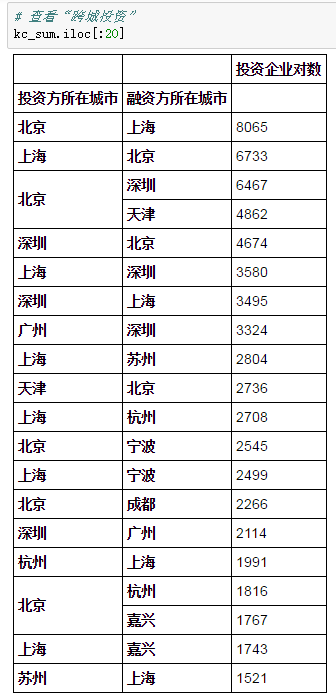 # 查看“跨城投资”
kc_sum.iloc[:20]
投资企业对数
投资方所在城市 融资方所在城市
北京 上海 8065
上海 北京 6733
北京 深圳 6467
天津 4862
深圳 北京 4674
上海 深圳 3580
深圳 上海 3495
广州 深圳 3324
上海 苏州 2804
天津 北京 2736
上海 杭州 2708
北京 宁波 2545
上海 宁波 2499
北京 成都 2266
深圳 广州 2114
杭州 上海 1991
北京 杭州 1816
嘉兴 1767
上海 嘉兴 1743
苏州 上海 1521